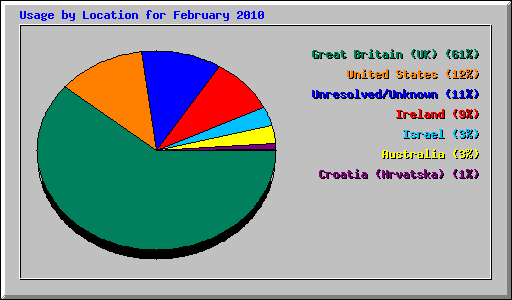 Usage by Location for February 2010
Great Britain (UK) (61%)
United States (12%)
Unresolved/Unknown (11%)
Ireland (9%)
Israel (3%)
Australia (3%)
Croatia (Hrvatska) (1%)